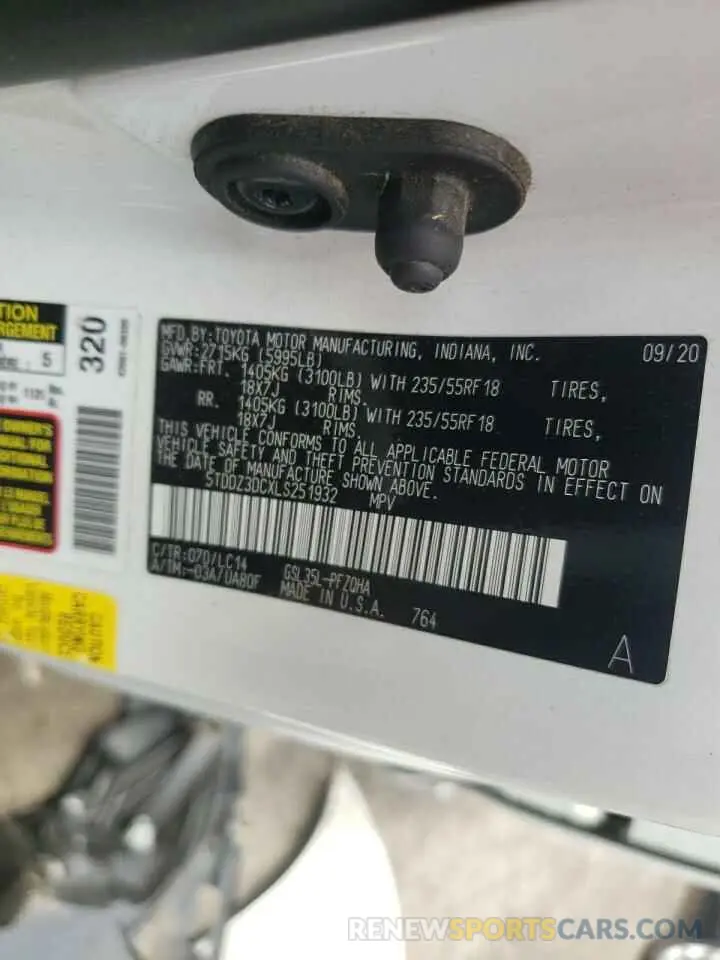 MFD. BY: TOYOTA MOTOR MANUFACTURING, INDIANA, INC. 09/20
GVWR: 2715KG (5995LB)
GAWR: FRT. 1405KG (3100LB) WITH 235/55RF18 TIRES,
18X7J RIMS.
RR. 1405KG (3100LB) WITH 235/55RF18 TIRES,
18X7J RIMS.
THIS VEHICLE CONFORMS TO ALL APPLICABLE FEDERAL MOTOR
VEHICLE SAFETY AND THEFT PREVENTION STANDARDS IN EFFECT ON
THE DATE OF MANUFACTURE SHOWN ABOVE.
5TDDZ3DCXLS251932 MPV
C/TR: 070/LC14 GSL35L-PFZQHA
A/TM: -03A/UA80F MADE IN U.S.A. 764
A
320
5
CAUTION
RENEWSPORTSCARS.COM